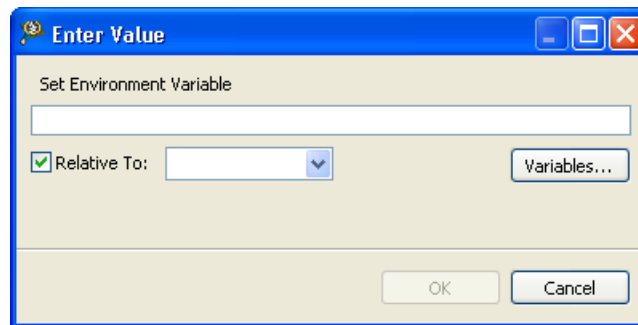 Enter Value
Set Environment Variable
Relative To:
Variables...
OK
Cancel